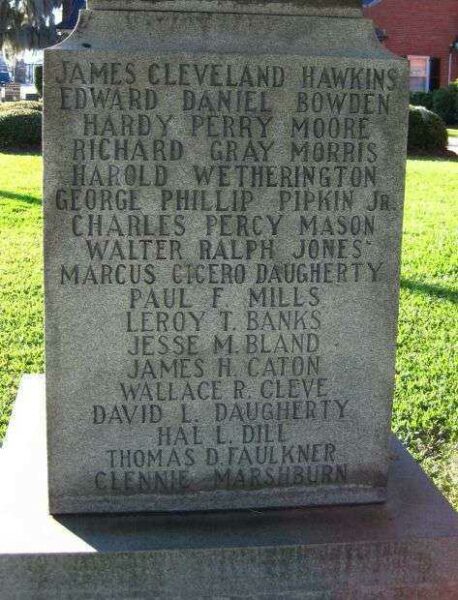 JAMES CLEVELAND HAWKINS
EDWARD DANIEL BOWDEN
HARDY PERRY MOORE
RICHARD GRAY MORRIS
HAROLD WETHERINGTON
GEORGE PHILLIP PIPKIN Jr.
CHARLES PERCY MASON
WALTER RALPH JONES
MARCUS CICERO DAUGHERTY
PAUL F. MILLS
LEROY T. BANKS
JESSE M. BLAND
JAMES H. CATON
WALLACE R. CLEVE
DAVID L. DAUGHERTY
HAL L. DILL
THOMAS D. FAULKNER
CLENNIE MARSHBURN